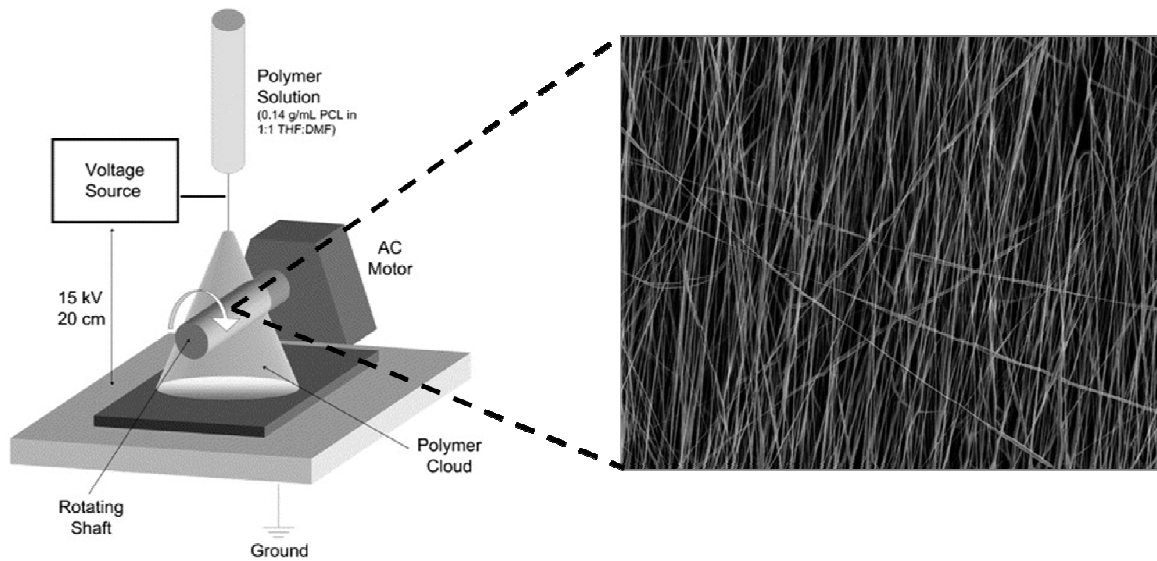 Polymer
Solution
(0.14 g/mL PCL in
1:1 THF:DMF)
Voltage
Source
AC
Motor
15 kV
20 cm
Polymer
Cloud
Rotating
Shaft
Ground